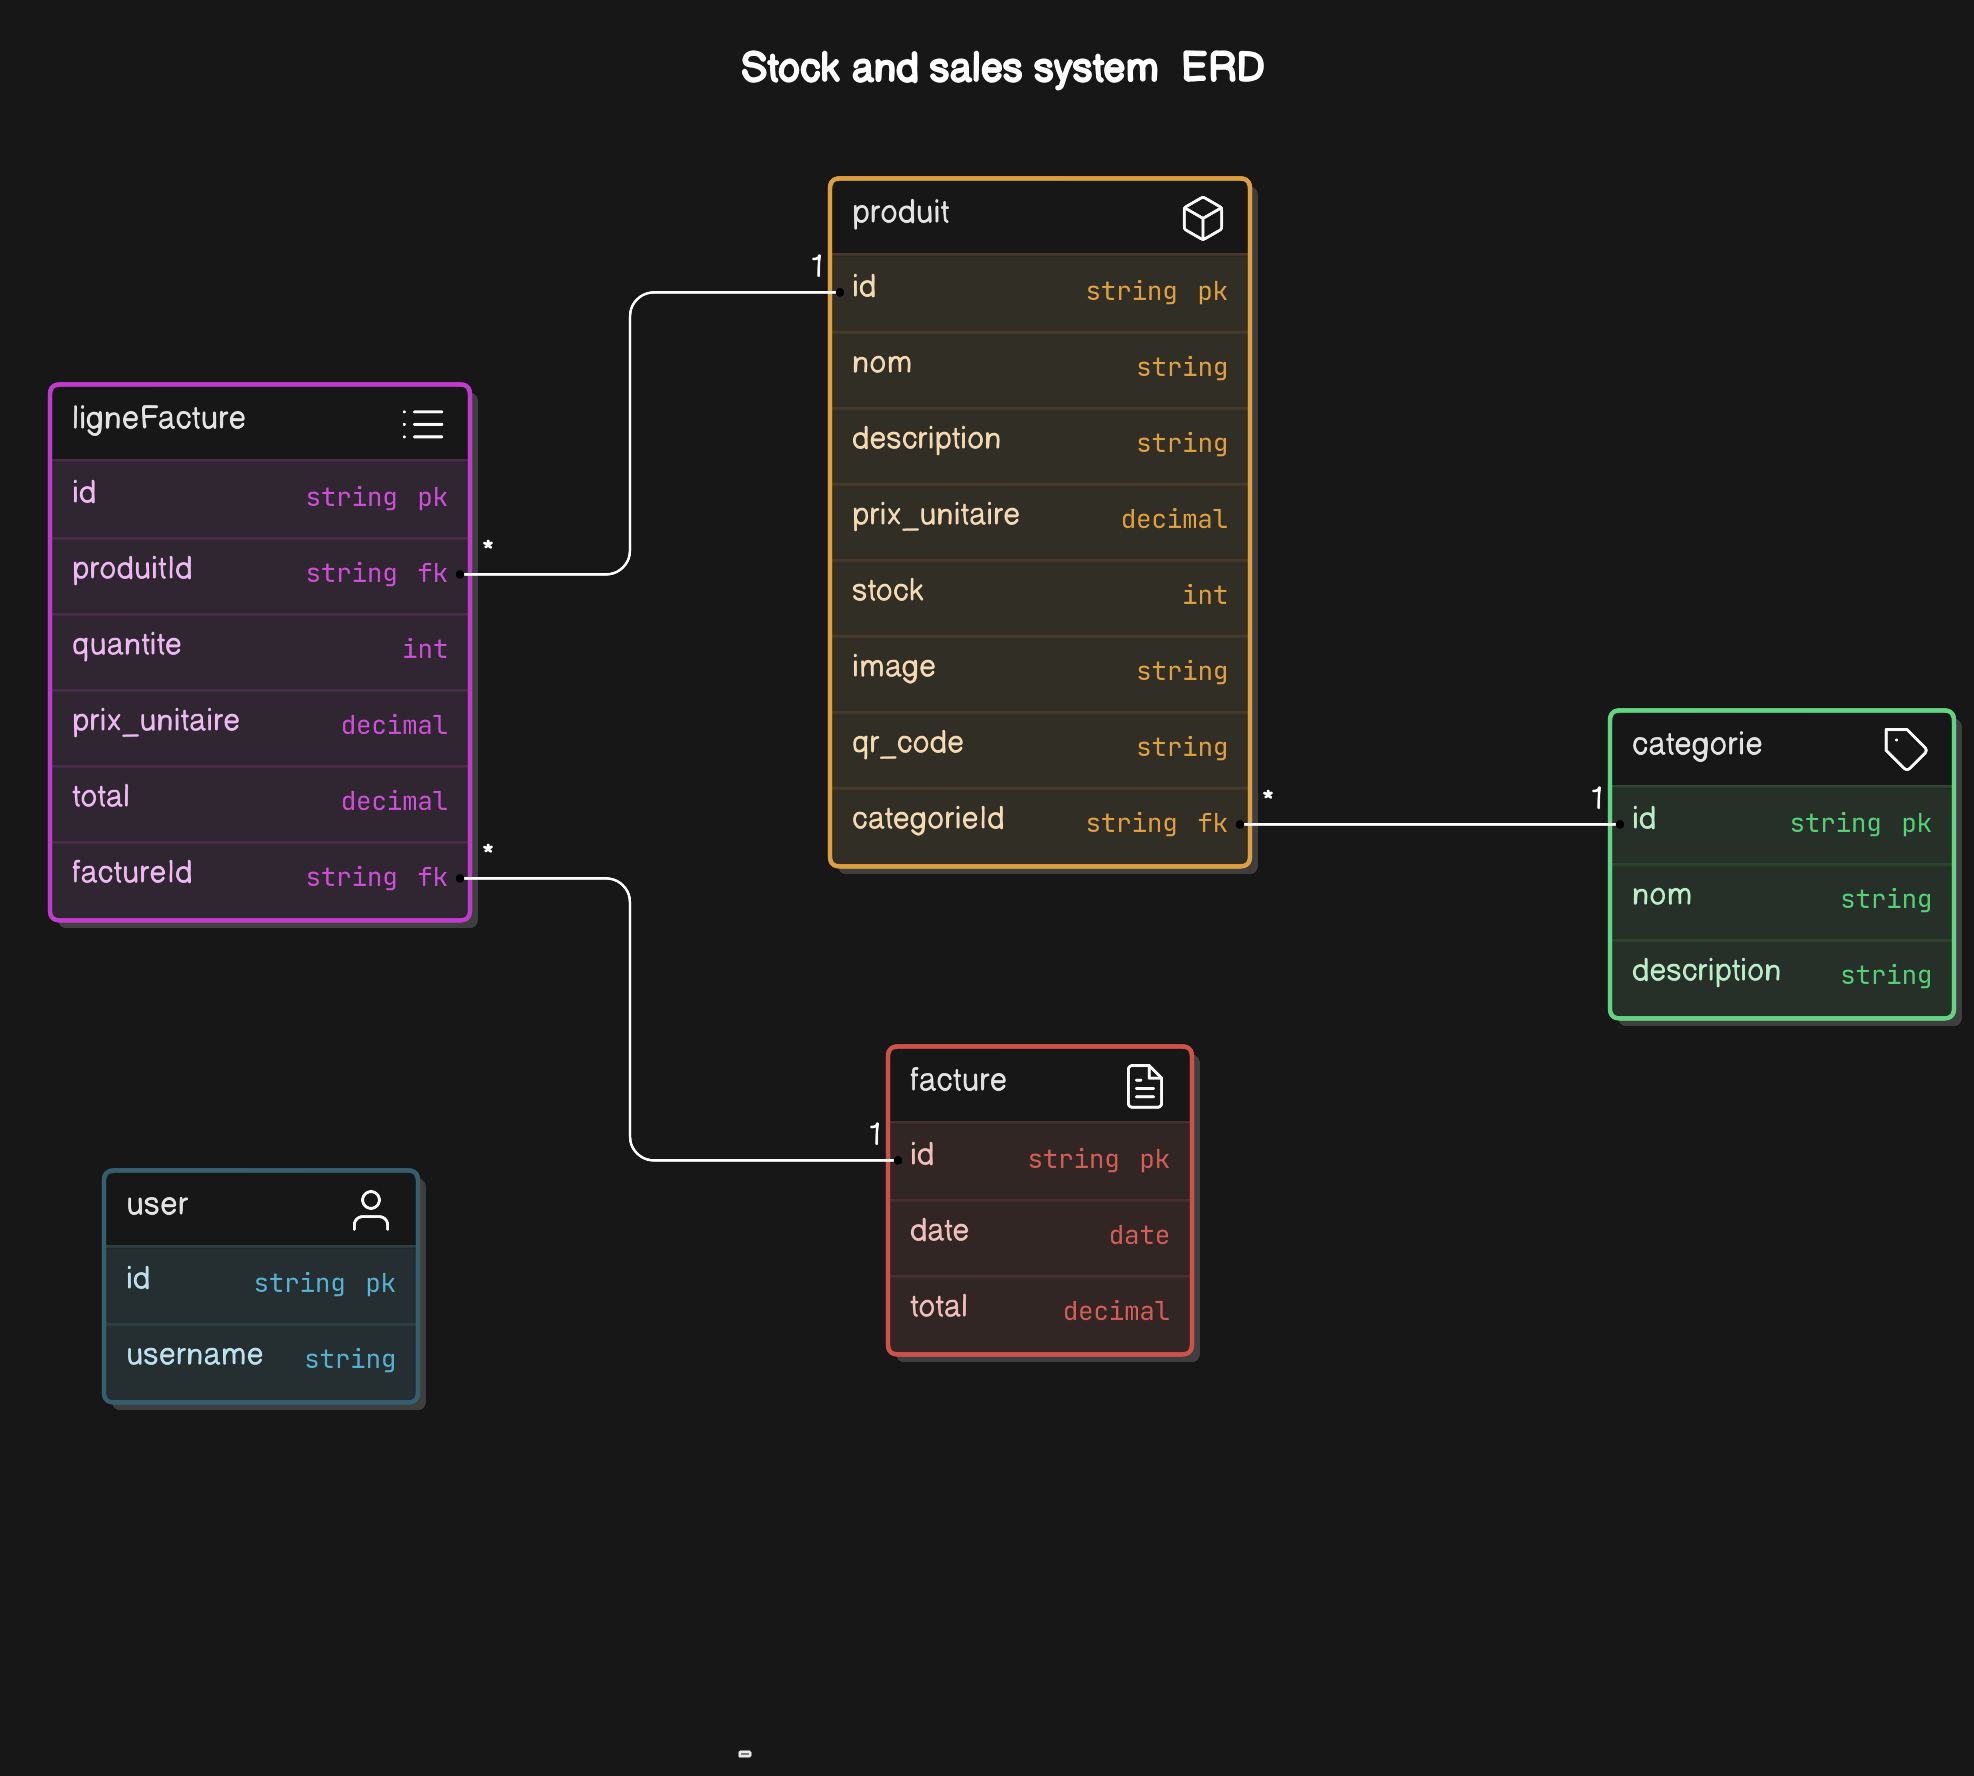 Stock and sales system ERD
produit
1
id string pk
nom string
description string
prix_unitaire decimal
stock int
image string
qr_code string
categorieId string fk
*
ligneFacture
id string pk
*
produitId string fk
quantite int
prix_unitaire decimal
total decimal
*
factureId string fk
categorie
1
id string pk
nom string
description string
facture
1
id string pk
date date
total decimal
user
id string pk
username string